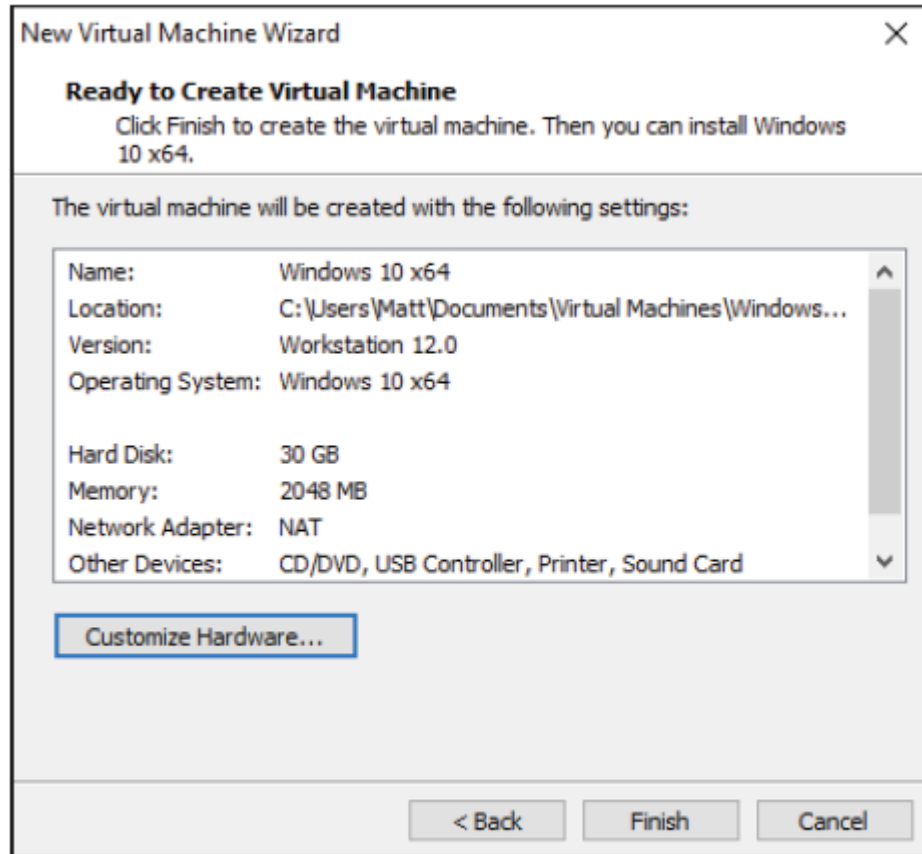 New Virtual Machine Wizard
Ready to Create Virtual Machine
Click Finish to create the virtual machine. Then you can install Windows
10 x64.
The virtual machine will be created with the following settings:
Name: Windows 10 x64
Location: C:\Users\Matt\Documents\Virtual Machines\Windows...
Version: Workstation 12.0
Operating System: Windows 10 x64
Hard Disk: 30 GB
Memory: 2048 MB
Network Adapter: NAT
Other Devices: CD/DVD, USB Controller, Printer, Sound Card
Customize Hardware...
< Back Finish Cancel